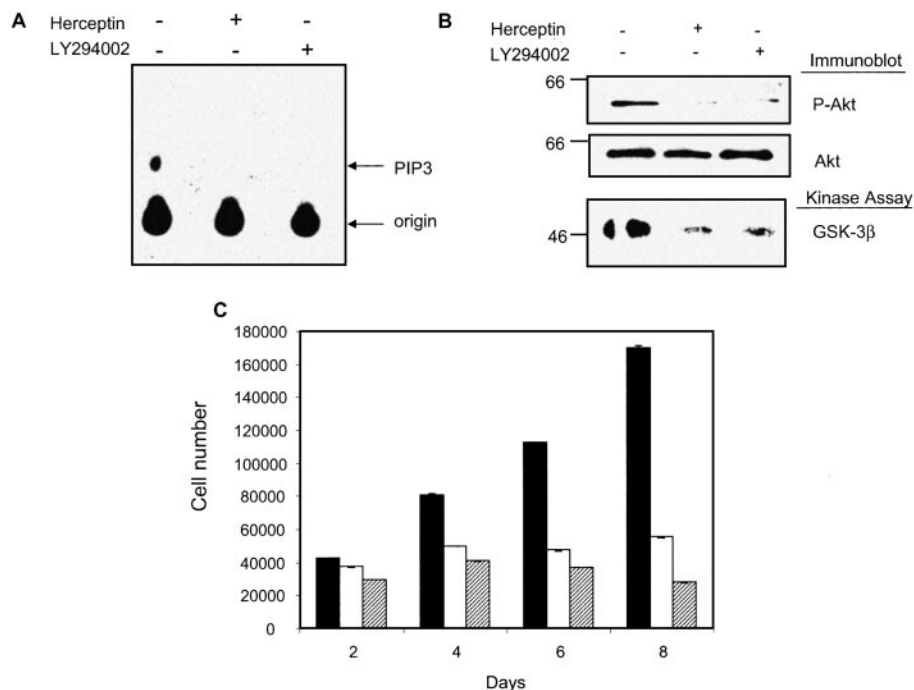 A
Herceptin - + -
LY294002 - - +
PIP3
origin
B
Herceptin - + -
LY294002 - - +
Immunoblot
66
P-Akt
66
Akt
Kinase Assay
46
GSK-3β
C
180000
160000
140000
120000
100000
80000
60000
40000
20000
0
Cell number
2 4 6 8
Days